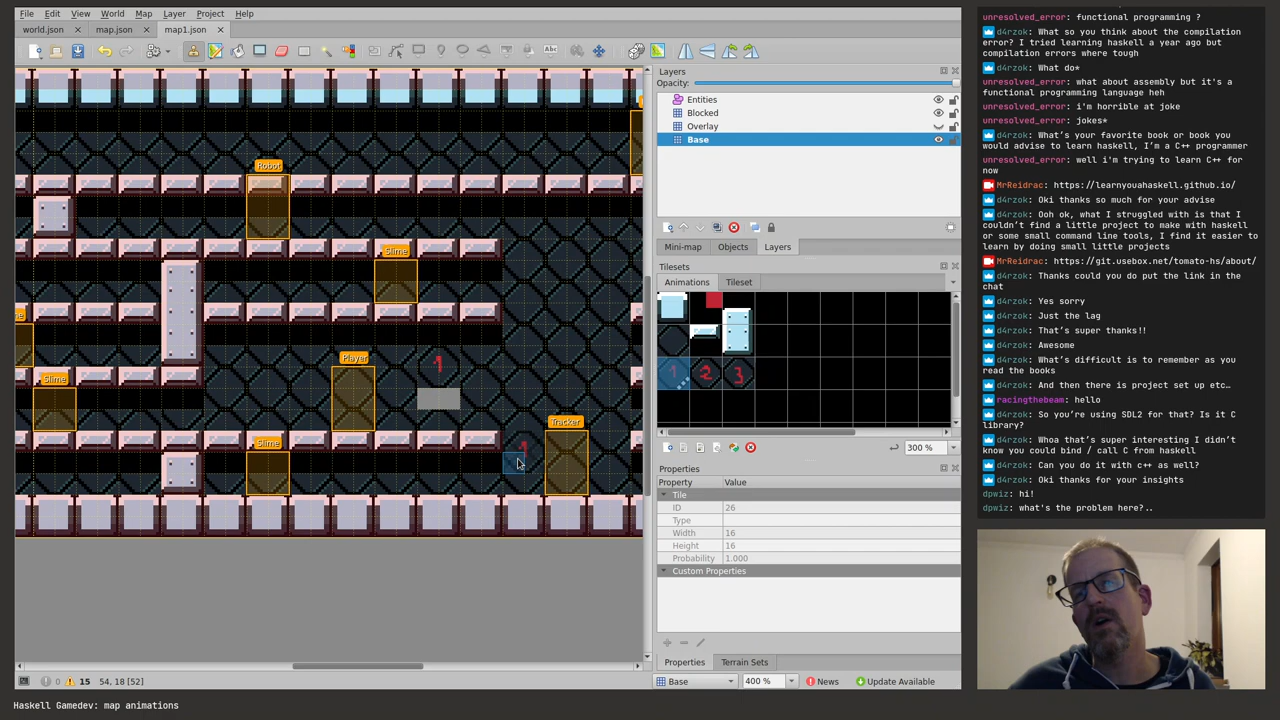 File Edit View World Map Layer Project Help
world.json map.json map1.json
Robot
Slime
Player
Slime
Slime
Tracker
1
1
54, 18 [52]
0 15
Layers
Opacity:
Entities
Blocked
Overlay
Base
Mini-map Objects Layers
Tilesets
Animations Tileset
1 2 3
300 %
Properties
Property Value
Tile
ID 26
Type
Width 16
Height 16
Probability 1.000
Custom Properties
Properties Terrain Sets
Base 400 % News Update Available
Abc
unresolved_error: functional programming ?
d4rzok: What so you think about the compilation
error? I tried learning haskell a year ago but
compilation errors where tough
d4rzok: What do*
unresolved_error: what about assembly but it's a
functional programming language heh
unresolved_error: i'm horrible at joke
unresolved_error: jokes*
d4rzok: What’s your favorite book or book you
would advise to learn haskell, I’m a C++ programmer
unresolved_error: well i'm trying to learn C++ for
now
MrReidrac: https://learnyouahaskell.github.io/
d4rzok: Oki thanks so much for your advise
d4rzok: Ooh ok, what I struggled with is that I
couldn’t find a little project to make with haskell
or some small command line tools, I find it easier to
learn by doing small little projects
MrReidrac: https://git.usebox.net/tomato-hs/about/
d4rzok: Thanks could you do put the link in the
chat
d4rzok: Yes sorry
d4rzok: Just the lag
d4rzok: That’s super thanks!!
d4rzok: Awesome
d4rzok: What’s difficult is to remember as you
read the books
d4rzok: And then there is project set up etc…
racingthebeam: hello
d4rzok: So you’re using SDL2 for that? Is it C
library?
d4rzok: Whoa that’s super interesting I didn’t
know you could bind / call C from haskell
d4rzok: Can you do it with c++ as well?
d4rzok: Oki thanks for your insights
dpwiz: hi!
dpwiz: what's the problem here?..
Haskell Gamedev: map animations